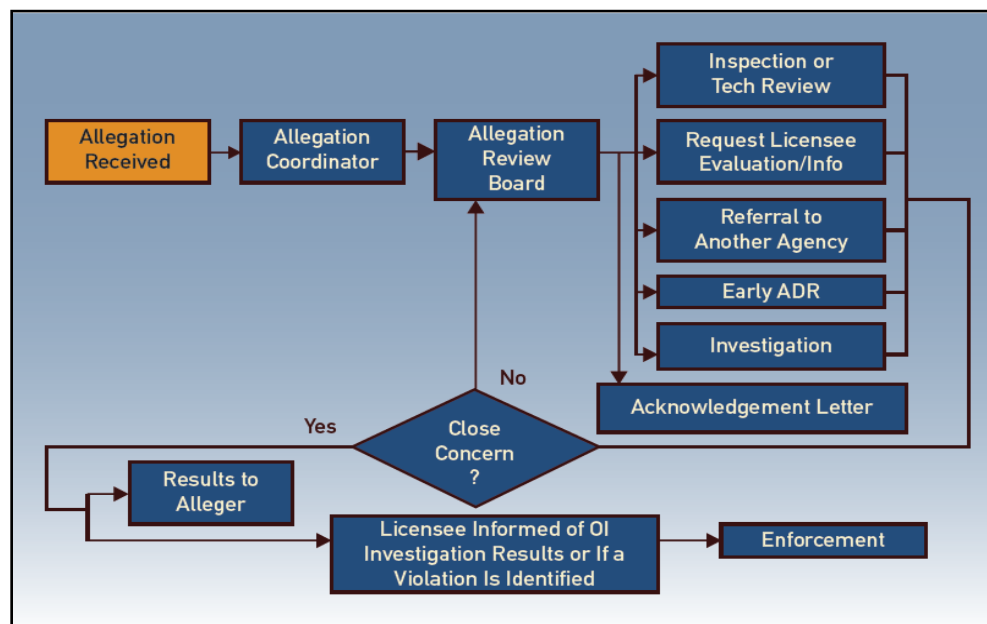 Allegation
Received
Allegation
Coordinator
Allegation
Review
Board
Inspection or
Tech Review
Request Licensee
Evaluation/Info
Referral to
Another Agency
Early ADR
Investigation
Acknowledgement Letter
No
Yes
Close
Concern
?
Results to
Alleger
Licensee Informed of OI
Investigation Results or If a
Violation Is Identified
Enforcement